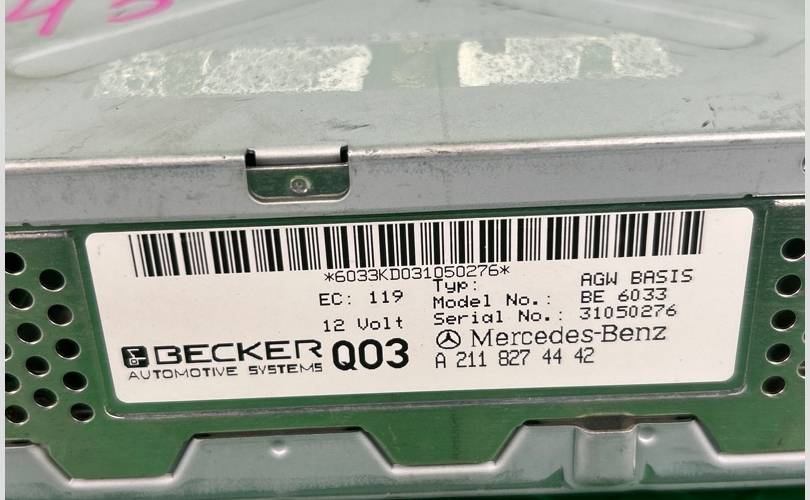 43
*6033KD031050276*
EC: 119
12 Volt
Typ: AGW BASIS
Model No.: BE 6033
Serial No.: 31050276
BECKER
AUTOMOTIVE SYSTEMS
Q03
Mercedes-Benz
A 211 827 44 42